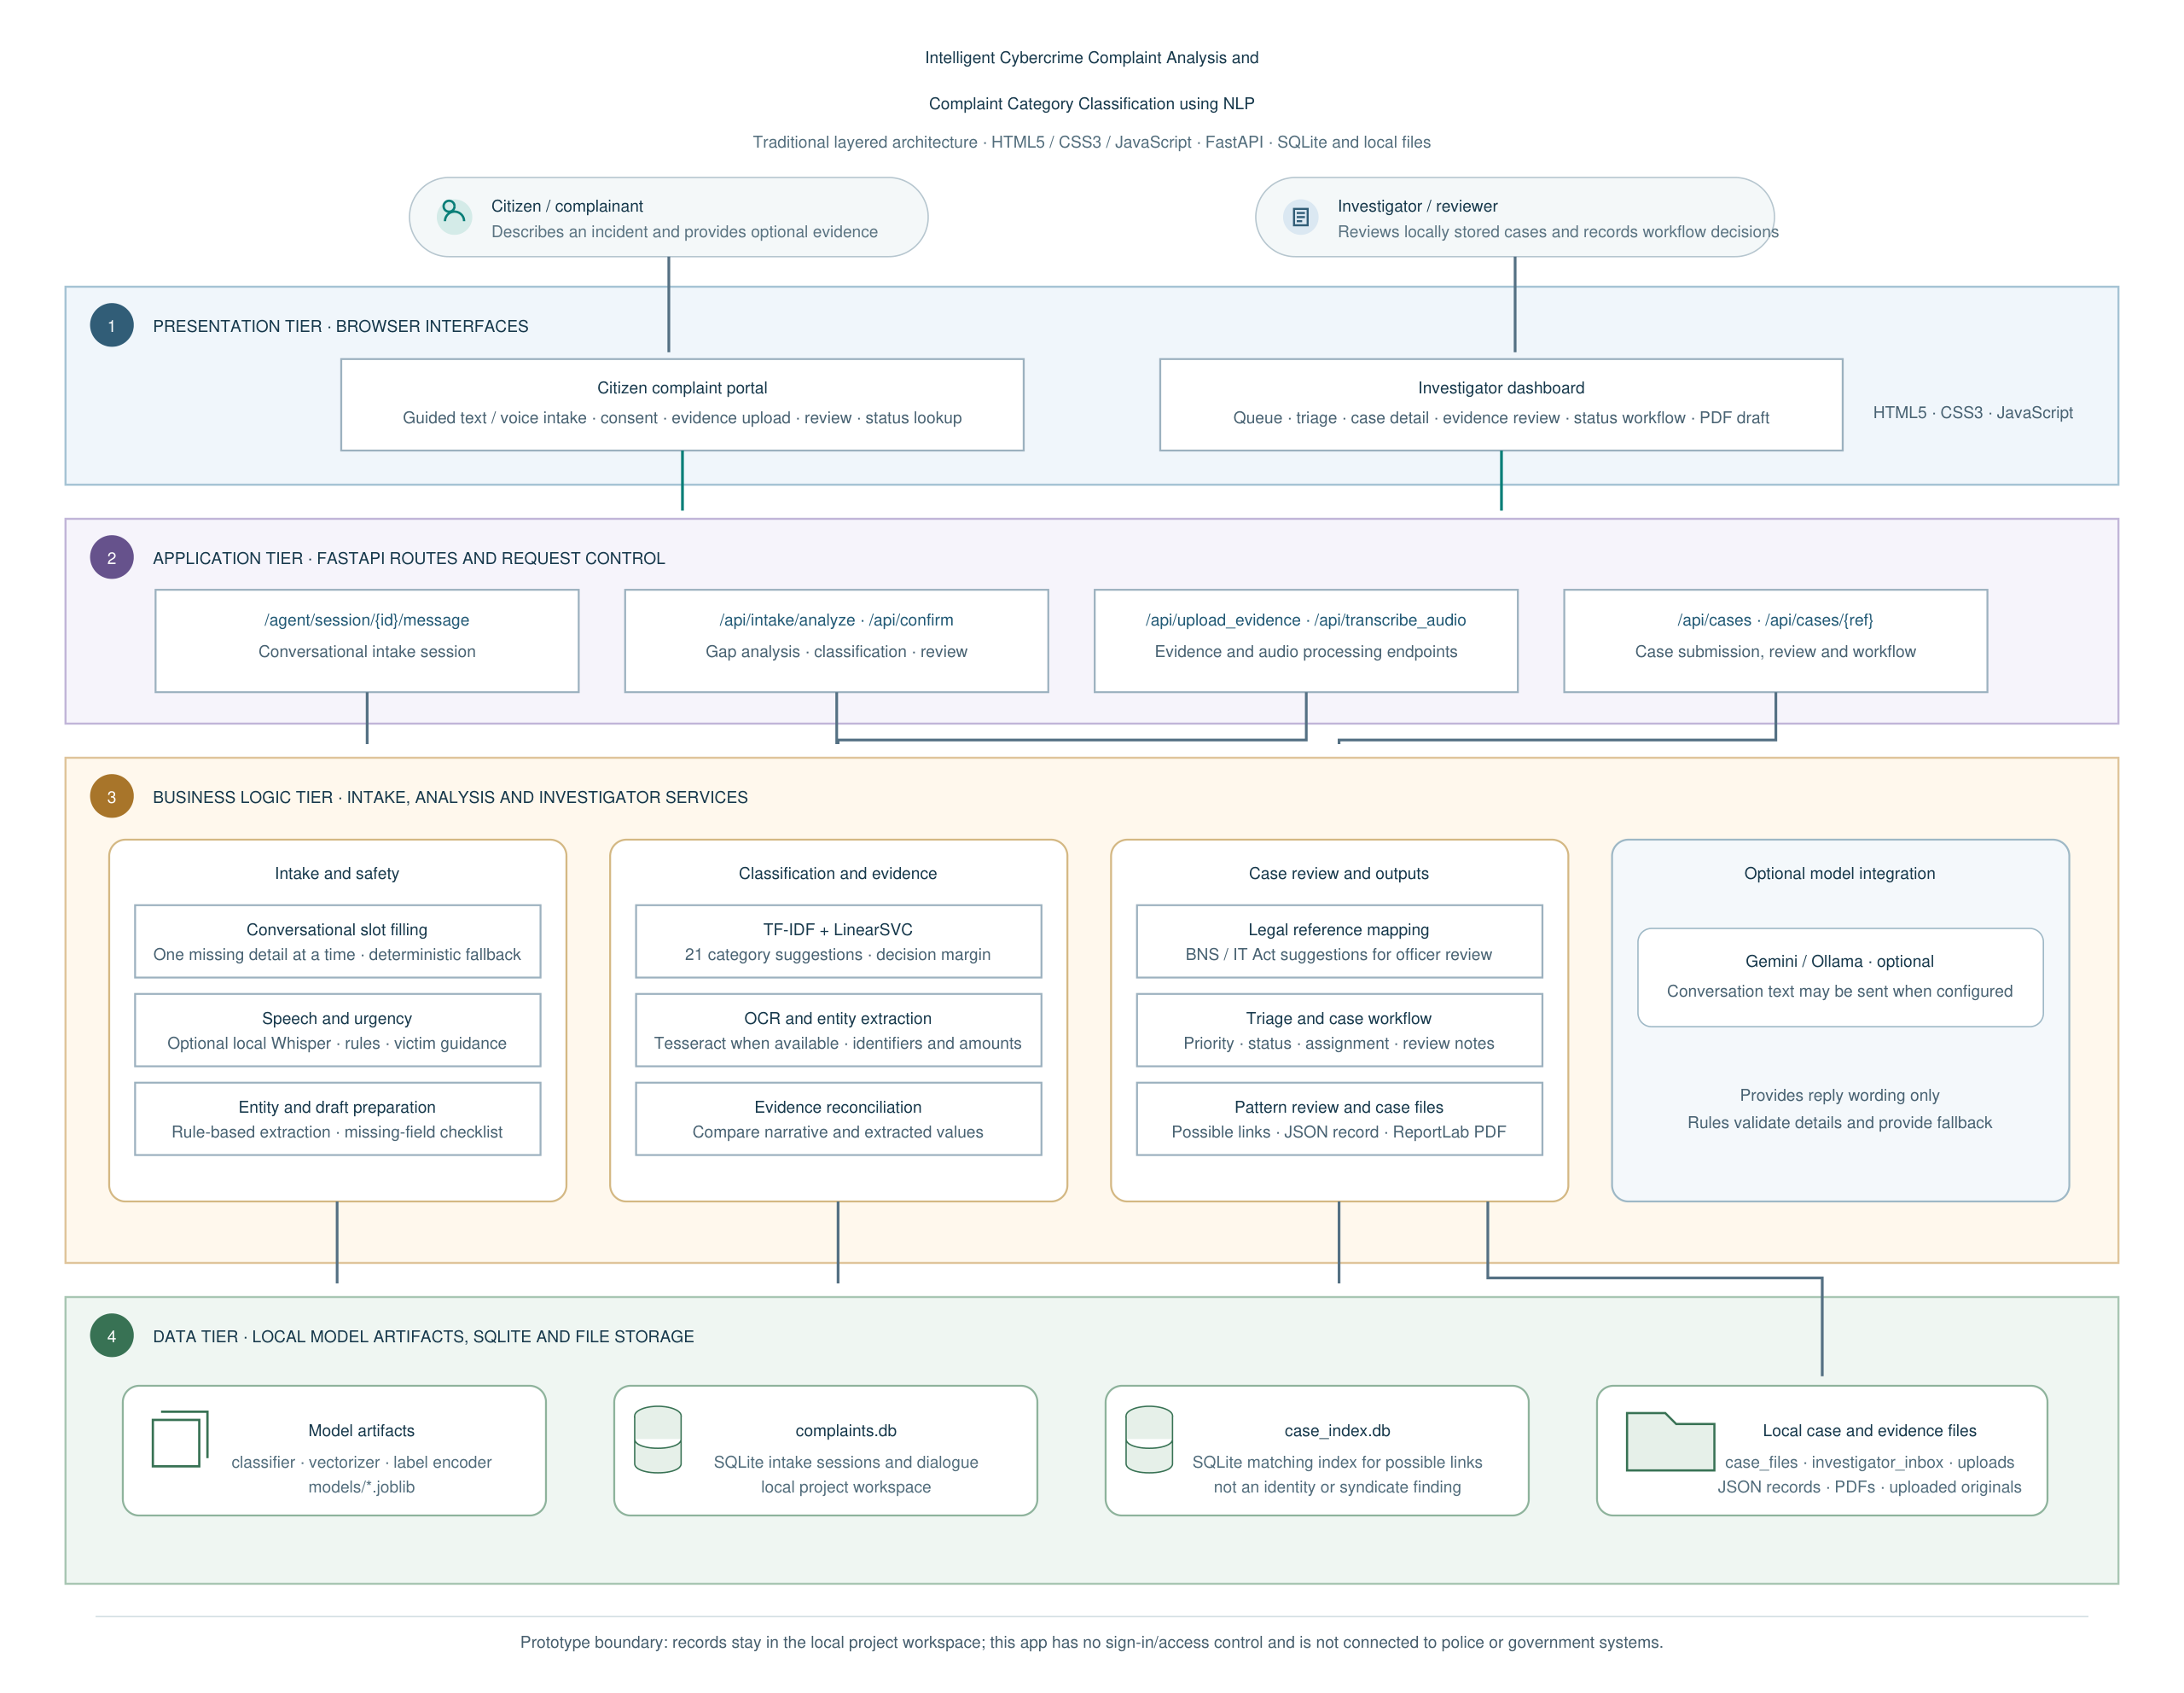 Intelligent Cybercrime Complaint Analysis and
Complaint Category Classification using NLP
Traditional layered architecture · HTML5 / CSS3 / JavaScript · FastAPI · SQLite and local files
Citizen / complainant
Describes an incident and provides optional evidence
Investigator / reviewer
Reviews locally stored cases and records workflow decisions
1
PRESENTATION TIER · BROWSER INTERFACES
Citizen complaint portal
Guided text / voice intake · consent · evidence upload · review · status lookup
Investigator dashboard
Queue · triage · case detail · evidence review · status workflow · PDF draft
HTML5 · CSS3 · JavaScript
2
APPLICATION TIER · FASTAPI ROUTES AND REQUEST CONTROL
/agent/session/{id}/message
Conversational intake session
/api/intake/analyze · /api/confirm
Gap analysis · classification · review
/api/upload_evidence · /api/transcribe_audio
Evidence and audio processing endpoints
/api/cases · /api/cases/{ref}
Case submission, review and workflow
3
BUSINESS LOGIC TIER · INTAKE, ANALYSIS AND INVESTIGATOR SERVICES
Intake and safety
Conversational slot filling
One missing detail at a time · deterministic fallback
Speech and urgency
Optional local Whisper · rules · victim guidance
Entity and draft preparation
Rule-based extraction · missing-field checklist
Classification and evidence
TF-IDF + LinearSVC
21 category suggestions · decision margin
OCR and entity extraction
Tesseract when available · identifiers and amounts
Evidence reconciliation
Compare narrative and extracted values
Case review and outputs
Legal reference mapping
BNS / IT Act suggestions for officer review
Triage and case workflow
Priority · status · assignment · review notes
Pattern review and case files
Possible links · JSON record · ReportLab PDF
Optional model integration
Gemini / Ollama · optional
Conversation text may be sent when configured
Provides reply wording only
Rules validate details and provide fallback
4
DATA TIER · LOCAL MODEL ARTIFACTS, SQLITE AND FILE STORAGE
Model artifacts
classifier · vectorizer · label encoder
models/*.joblib
complaints.db
SQLite intake sessions and dialogue
local project workspace
case_index.db
SQLite matching index for possible links
not an identity or syndicate finding
Local case and evidence files
case_files · investigator_inbox · uploads
JSON records · PDFs · uploaded originals
Prototype boundary: records stay in the local project workspace; this app has no sign-in/access control and is not connected to police or government systems.